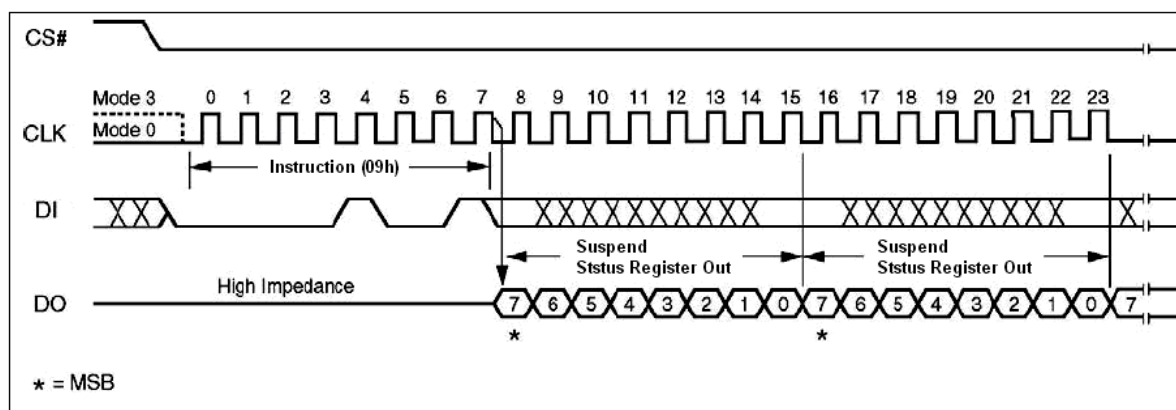 CS#
Mode 3 0 1 2 3 4 5 6 7 8 9 10 11 12 13 14 15 16 17 18 19 20 21 22 23
CLK Mode 0
Instruction (09h)
DI
Suspend Suspend
Ststus Register Out Ststus Register Out
High Impedance
DO 7 6 5 4 3 2 1 0 7 6 5 4 3 2 1 0 7
* *
* = MSB